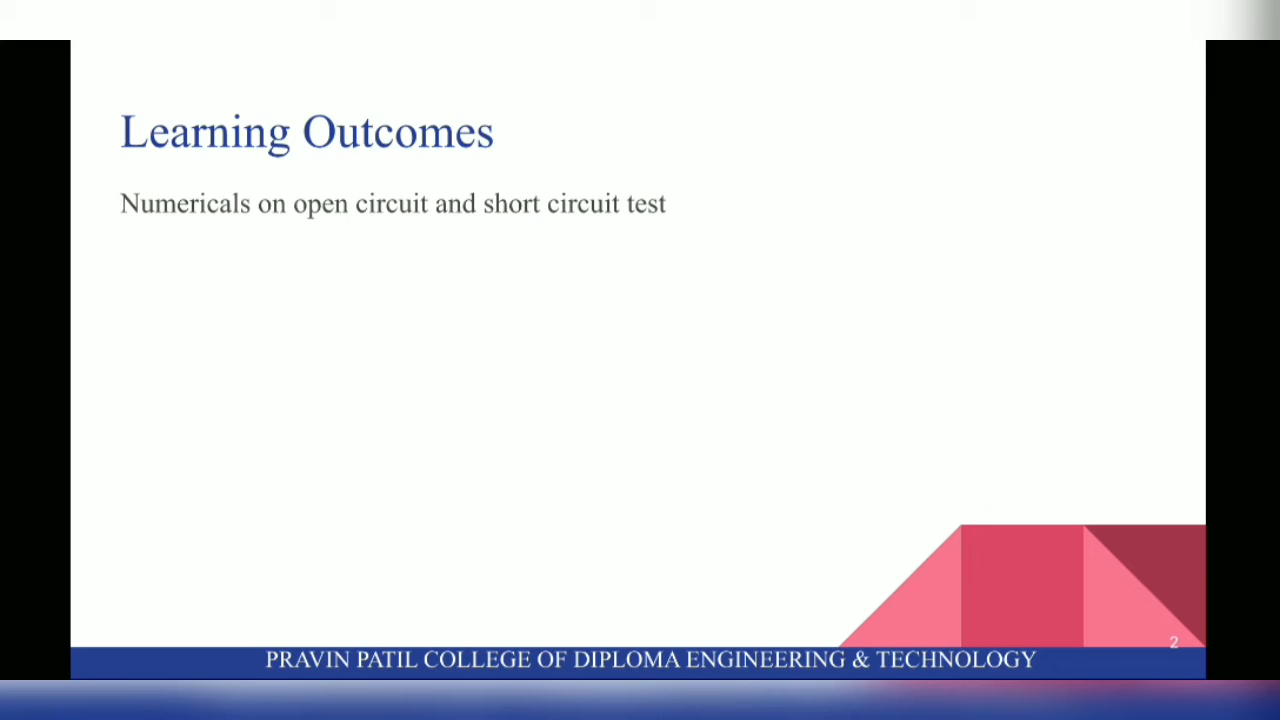 Learning Outcomes
Numericals on open circuit and short circuit test
2
PRAVIN PATIL COLLEGE OF DIPLOMA ENGINEERING & TECHNOLOGY